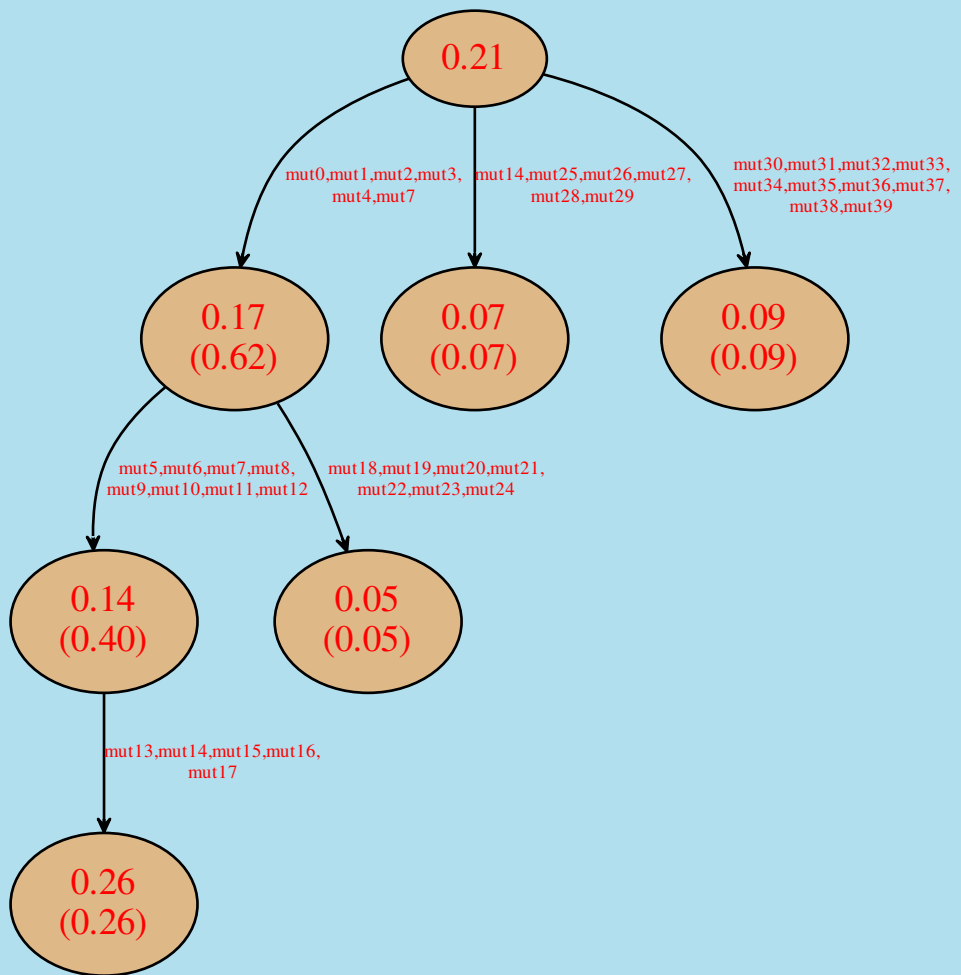 0.21
mut0,mut1,mut2,mut3,
mut4,mut7
mut14,mut25,mut26,mut27,
mut28,mut29
mut30,mut31,mut32,mut33,
mut34,mut35,mut36,mut37,
mut38,mut39
0.17
(0.62)
0.07
(0.07)
0.09
(0.09)
mut5,mut6,mut7,mut8,
mut9,mut10,mut11,mut12
mut18,mut19,mut20,mut21,
mut22,mut23,mut24
0.14
(0.40)
0.05
(0.05)
mut13,mut14,mut15,mut16,
mut17
0.26
(0.26)